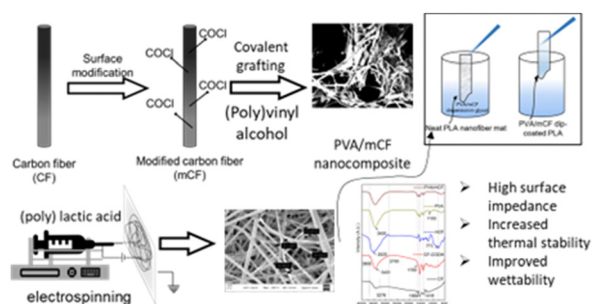 COCl
COCl
COCl
COCl
Surface
modification
Covalent
grafting
(Poly)vinyl
alcohol
Carbon fiber
(CF)
Modified carbon fiber
(mCF)
PVA/mCF
nanocomposite
Neat PLA nanofiber mat
PVA/mCF dip-
coated PLA
(poly) lactic acid
electrospinning
High surface
impedance
Increased
thermal stability
Improved
wettability